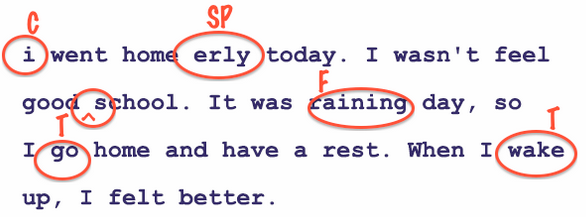 C SP
i went home erly today. I wasn't feel
F
good ^ school. It was raining day, so
T T
I go home and have a rest. When I wake
up, I felt better.